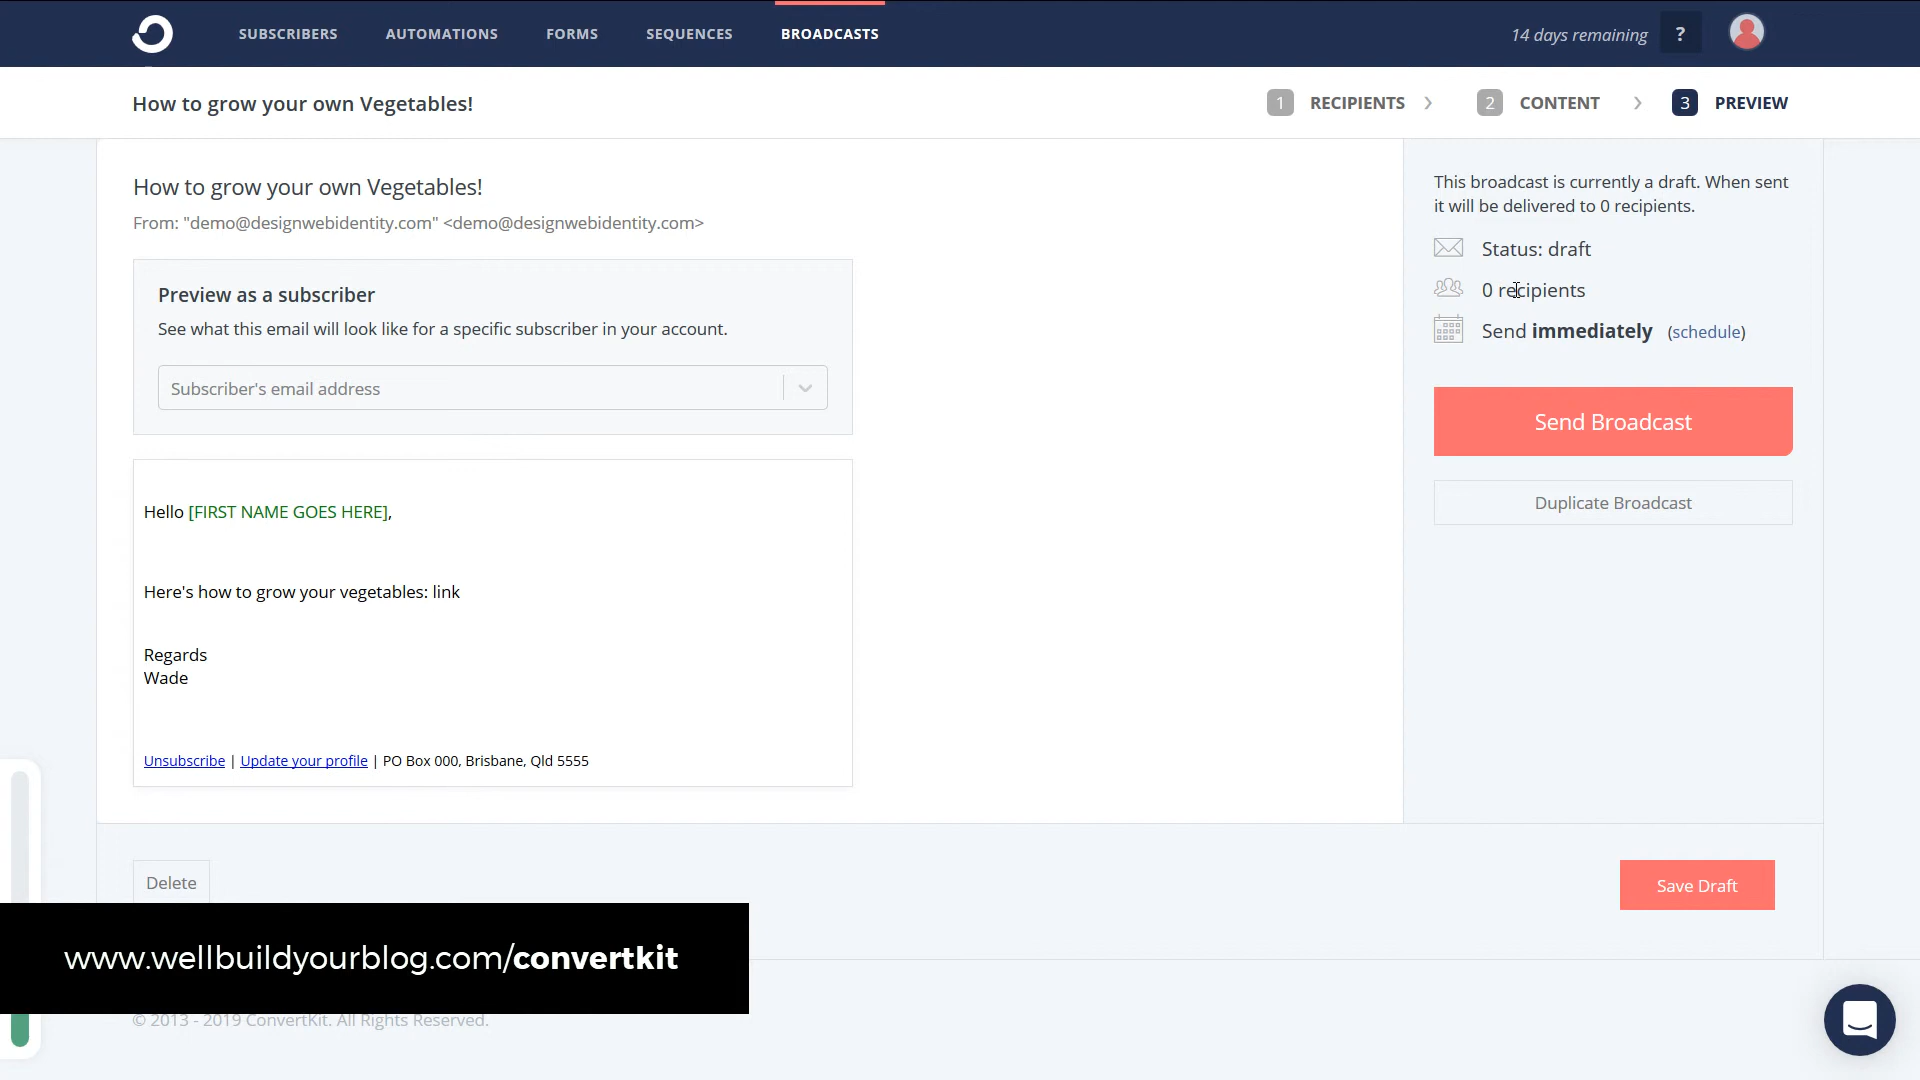 SUBSCRIBERS AUTOMATIONS FORMS SEQUENCES BROADCASTS 14 days remaining ?
How to grow your own Vegetables! 1 RECIPIENTS 2 CONTENT 3 PREVIEW
How to grow your own Vegetables!
From: "demo@designwebidentity.com" <demo@designwebidentity.com>
Preview as a subscriber
See what this email will look like for a specific subscriber in your account.
Subscriber's email address
Hello [FIRST NAME GOES HERE],
Here's how to grow your vegetables: link
Regards
Wade
Unsubscribe | Update your profile | PO Box 000, Brisbane, Qld 5555
This broadcast is currently a draft. When sent
it will be delivered to 0 recipients.
Status: draft
0 recipients
Send immediately (schedule)
Send Broadcast
Duplicate Broadcast
Delete
Save Draft
www.wellbuildyourblog.com/convertkit
© 2013 - 2019 ConvertKit. All Rights Reserved.